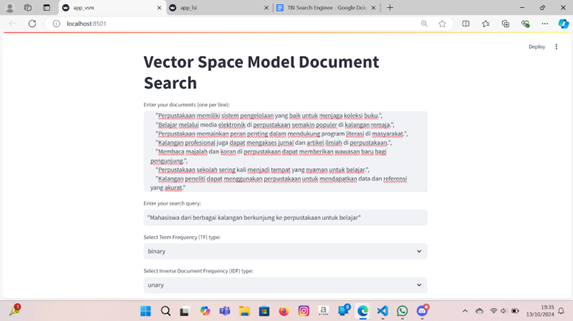 app_vsm
app_lsi
TBI Search Enginee - Google Dok
localhost:8501
Deploy
Vector Space Model Document
Search
Enter your documents (one per line):
"Perpustakaan memiliki sistem pengelolaan yang baik untuk menjaga koleksi buku.",
"Belajar melalui media elektronik di perpustakaan semakin populer di kalangan remaja.",
"Perpustakaan memainkan peran penting dalam mendukung program literasi di masyarakat.",
"Kalangan profesional juga dapat mengakses jurnal dan artikel ilmiah di perpustakaan.",
"Membaca majalah dan koran di perpustakaan dapat memberikan wawasan baru bagi
pengunjung.",
"Perpustakaan sekolah sering kali menjadi tempat yang nyaman untuk belajar.",
"Kalangan peneliti dapat menggunakan perpustakaan untuk mendapatkan data dan referensi
yang akurat."
Enter your search query:
"Mahasiswa dari berbagai kalangan berkunjung ke perpustakaan untuk belajar"
Select Term Frequency (TF) type:
binary
Select Inverse Document Frequency (IDF) type:
unary
19:35
13/10/2024